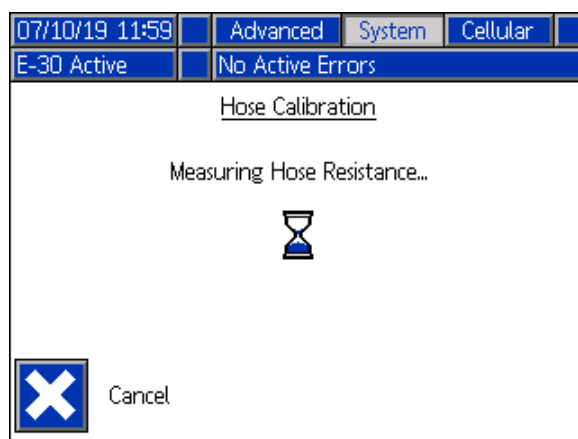 07/10/19 11:59 Advanced System Cellular
E-30 Active No Active Errors
Hose Calibration
Measuring Hose Resistance...
Cancel